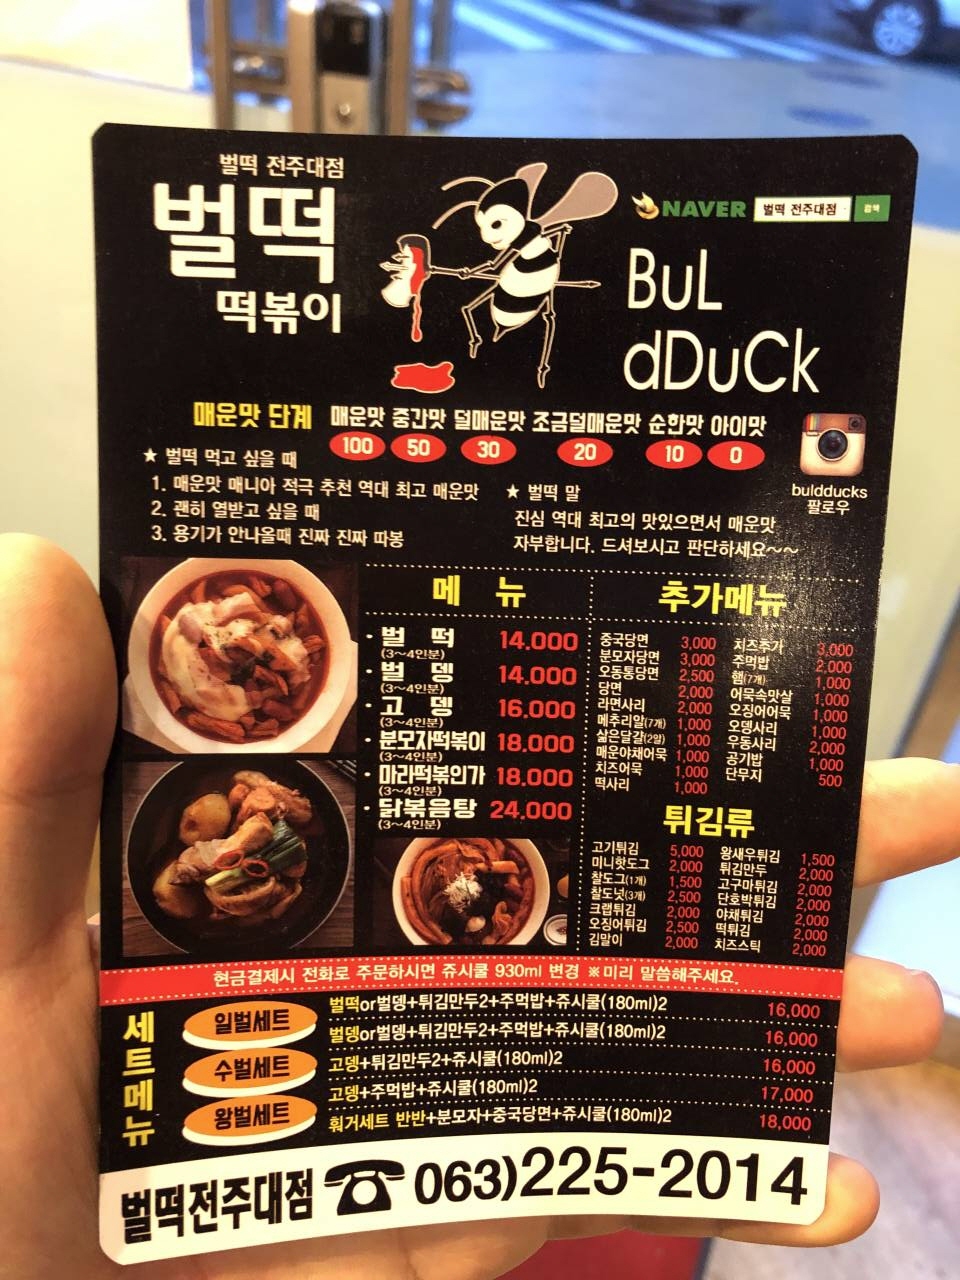 벌떡 전주대점
벌떡
떡볶이
NAVER 벌떡 전주대점 검색
BuL
dDuCk
매운맛 단계 매운맛 중간맛 덜매운맛 조금덜매운맛 순한맛 아이맛
100 50 30 20 10 0
buldducks
팔로우
★ 벌떡 먹고 싶을 때
1. 매운맛 매니아 적극 추천 역대 최고 매운맛
2. 괜히 열받고 싶을 때
3. 용기가 안나올때 진짜 진짜 따봉
★ 벌떡 말
진심 역대 최고의 맛있으면서 매운맛
자부합니다. 드셔보시고 판단하세요~~
메 뉴
· 벌 떡 14.000
(3~4인분)
· 벌 뎅 14.000
(3~4인분)
· 고 뎅 16.000
(3~4인분)
· 분모자떡볶이 18.000
(3~4인분)
· 마라떡볶인가 18.000
(3~4인분)
· 닭볶음탕 24.000
(3~4인분)
추가메뉴
중국당면 3,000
분모자당면 3,000
오동통당면 2,500
당면 2,000
라면사리 2,000
메추리알(7개) 1,000
삶은달걀(2알) 1,000
매운야채어묵 1,000
치즈어묵 1,000
떡사리 1,000
치즈추가 3,000
주먹밥 2,000
햄(7개) 1,000
어묵속맛살 1,000
오징어어묵 1,000
오뎅사리 1,000
우동사리 2,000
공기밥 1,000
단무지 500
튀김류
고기튀김 5,000
미니핫도그 2,000
찰도그(1개) 1,500
찰도넛(3개) 2,500
크랩튀김 2,000
오징어튀김 2,500
김말이 2,000
왕새우튀김 1,500
튀김만두 2,000
고구마튀김 2,000
단호박튀김 2,000
야채튀김 2,000
떡튀김 2,000
치즈스틱 2,000
현금결제시 전화로 주문하시면 쥬시쿨 930ml 변경 ※미리 말씀해주세요.
세트메뉴
일벌세트
벌떡or벌뎅+튀김만두2+주먹밥+쥬시쿨(180ml)2 16,000
벌뎅or벌뎅+튀김만두2+주먹밥+쥬시쿨(180ml)2 16,000
수벌세트
고뎅+튀김만두2+쥬시쿨(180ml)2 16,000
고뎅+주먹밥+쥬시쿨(180ml)2 17,000
왕벌세트
훠거세트 반반+분모자+중국당면+쥬시쿨(180ml)2 18,000
벌떡전주대점 ☎ 063)225-2014